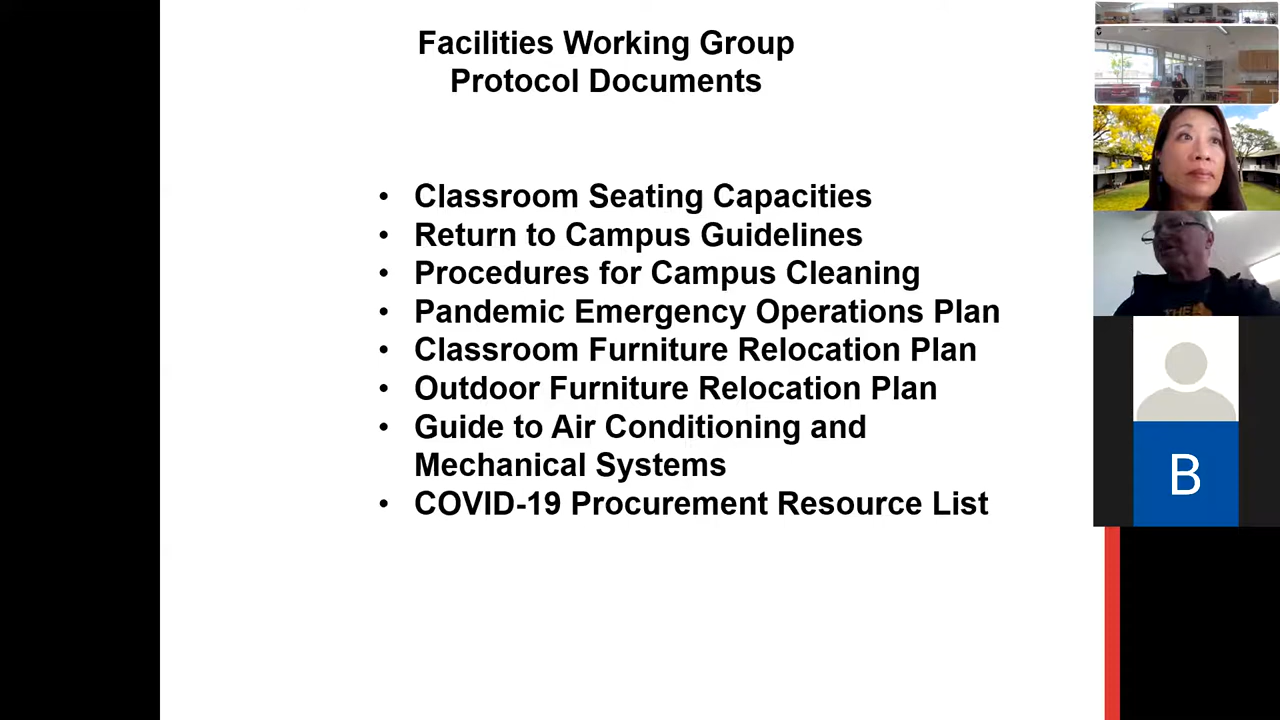 Facilities Working Group
Protocol Documents
• Classroom Seating Capacities
• Return to Campus Guidelines
• Procedures for Campus Cleaning
• Pandemic Emergency Operations Plan
• Classroom Furniture Relocation Plan
• Outdoor Furniture Relocation Plan
• Guide to Air Conditioning and
Mechanical Systems
• COVID-19 Procurement Resource List
THE
B